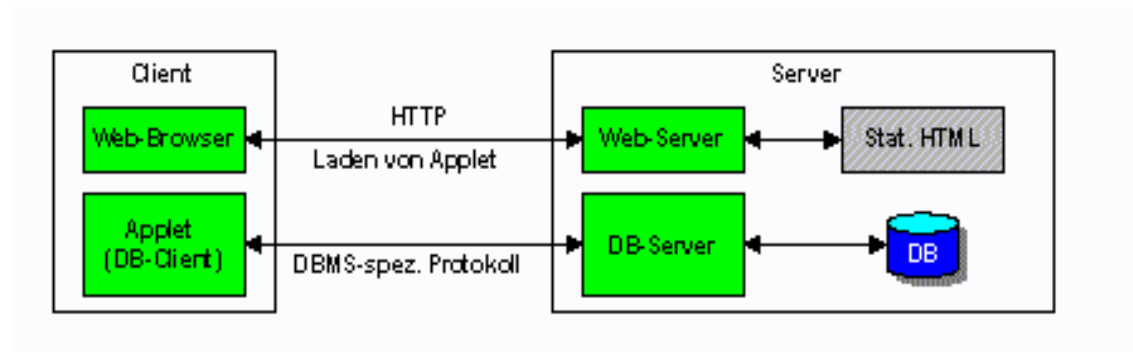 Client
Server
HTTP
Web-Browser
Web-Server
Stat. HTML
Laden von Applet
Applet
(DB-Client)
DB-Server
DB
DBMS-spez. Protokoll